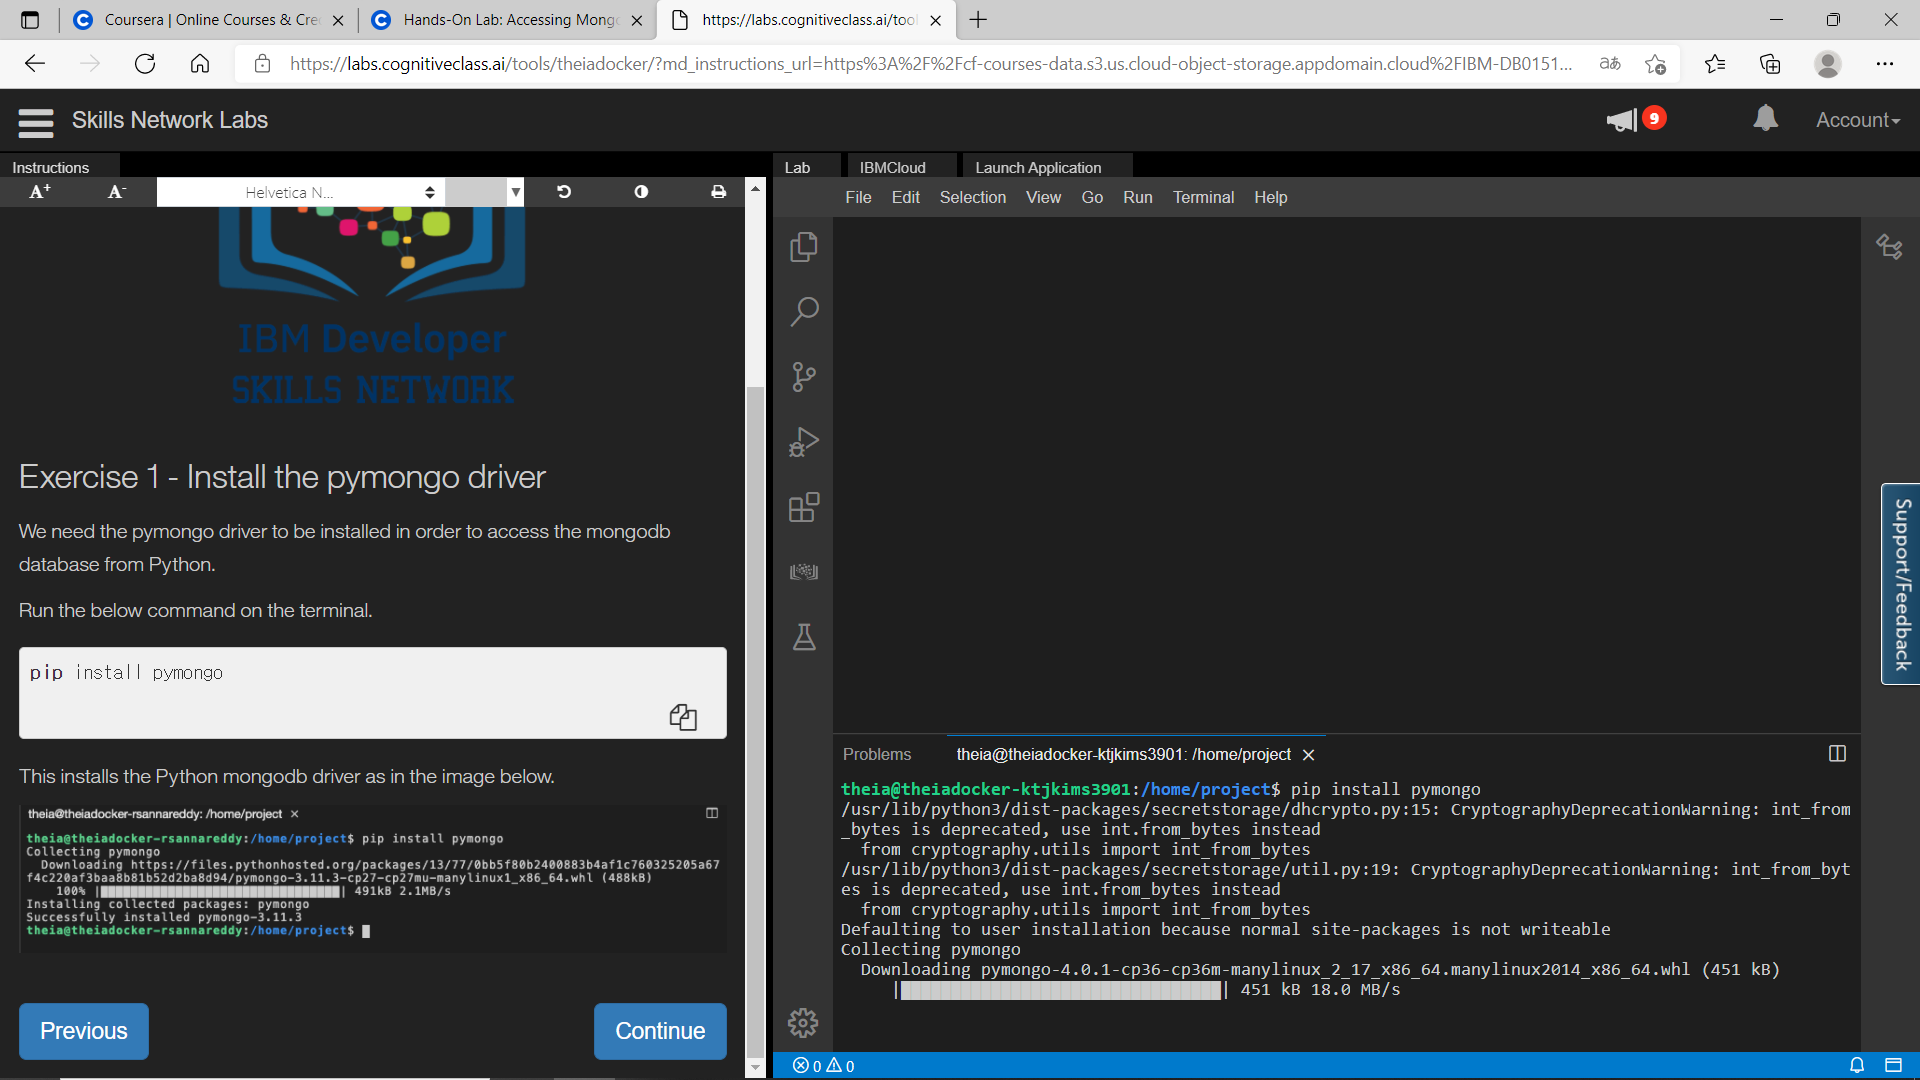 Coursera | Online Courses & Cre
Hands-On Lab: Accessing Mongo
https://labs.cognitiveclass.ai/tool
https://labs.cognitiveclass.ai/tools/theiadocker/?md_instructions_url=https%3A%2F%2Fcf-courses-data.s3.us.cloud-object-storage.appdomain.cloud%2FIBM-DB0151...
Skills Network Labs
9
Account
Instructions
Lab
IBMCloud
Launch Application
A+
A-
Helvetica N...
File Edit Selection View Go Run Terminal Help
IBM Developer
SKILLS NETWORK
Exercise 1 - Install the pymongo driver
We need the pymongo driver to be installed in order to access the mongodb
database from Python.
Run the below command on the terminal.
pip install pymongo
This installs the Python mongodb driver as in the image below.
theia@theiadocker-rsannareddy: /home/project
theia@theiadocker-rsannareddy:/home/project$ pip install pymongo
Collecting pymongo
Downloading https://files.pythonhosted.org/packages/13/77/0bb5f80b2400883b4af1c760325205a67
f4c220af3baa8b81b52d2ba8d94/pymongo-3.11.3-cp27-cp27mu-manylinux1_x86_64.whl (488kB)
100% | | 491kB 2.1MB/s
Installing collected packages: pymongo
Successfully installed pymongo-3.11.3
theia@theiadocker-rsannareddy:/home/project$
Previous
Continue
Problems
theia@theiadocker-ktjkims3901: /home/project
theia@theiadocker-ktjkims3901:/home/project$ pip install pymongo
/usr/lib/python3/dist-packages/secretstorage/dhcrypto.py:15: CryptographyDeprecationWarning: int_from
_bytes is deprecated, use int.from_bytes instead
from cryptography.utils import int_from_bytes
/usr/lib/python3/dist-packages/secretstorage/util.py:19: CryptographyDeprecationWarning: int_from_byt
es is deprecated, use int.from_bytes instead
from cryptography.utils import int_from_bytes
Defaulting to user installation because normal site-packages is not writeable
Collecting pymongo
Downloading pymongo-4.0.1-cp36-cp36m-manylinux_2_17_x86_64.manylinux2014_x86_64.whl (451 kB)
| | 451 kB 18.0 MB/s
Support/Feedback
0 0